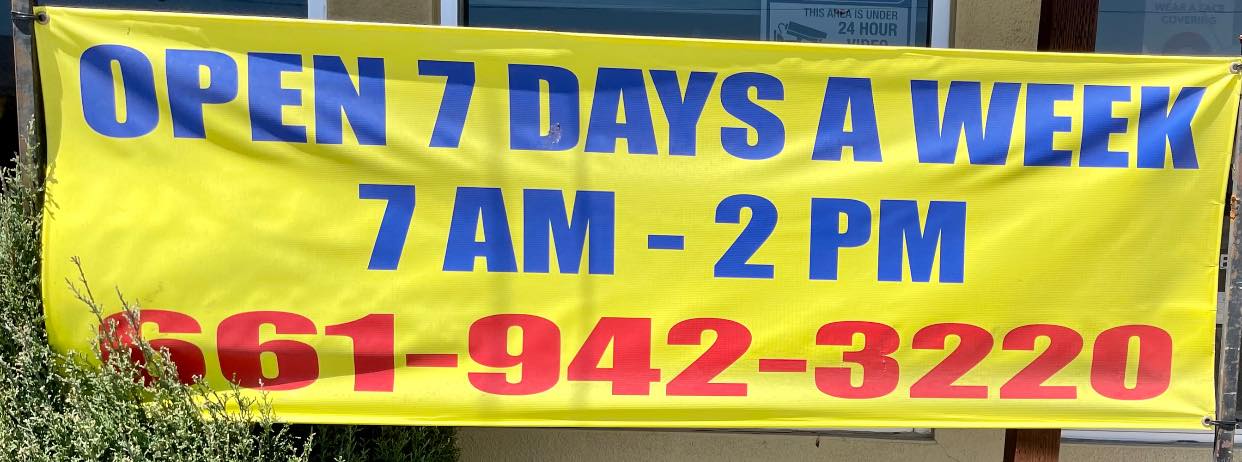 THIS AREA IS UNDER
24 HOUR
VIDEO
WEAR A FACE
COVERING
OPEN 7 DAYS A WEEK
7 AM - 2 PM
661-942-3220